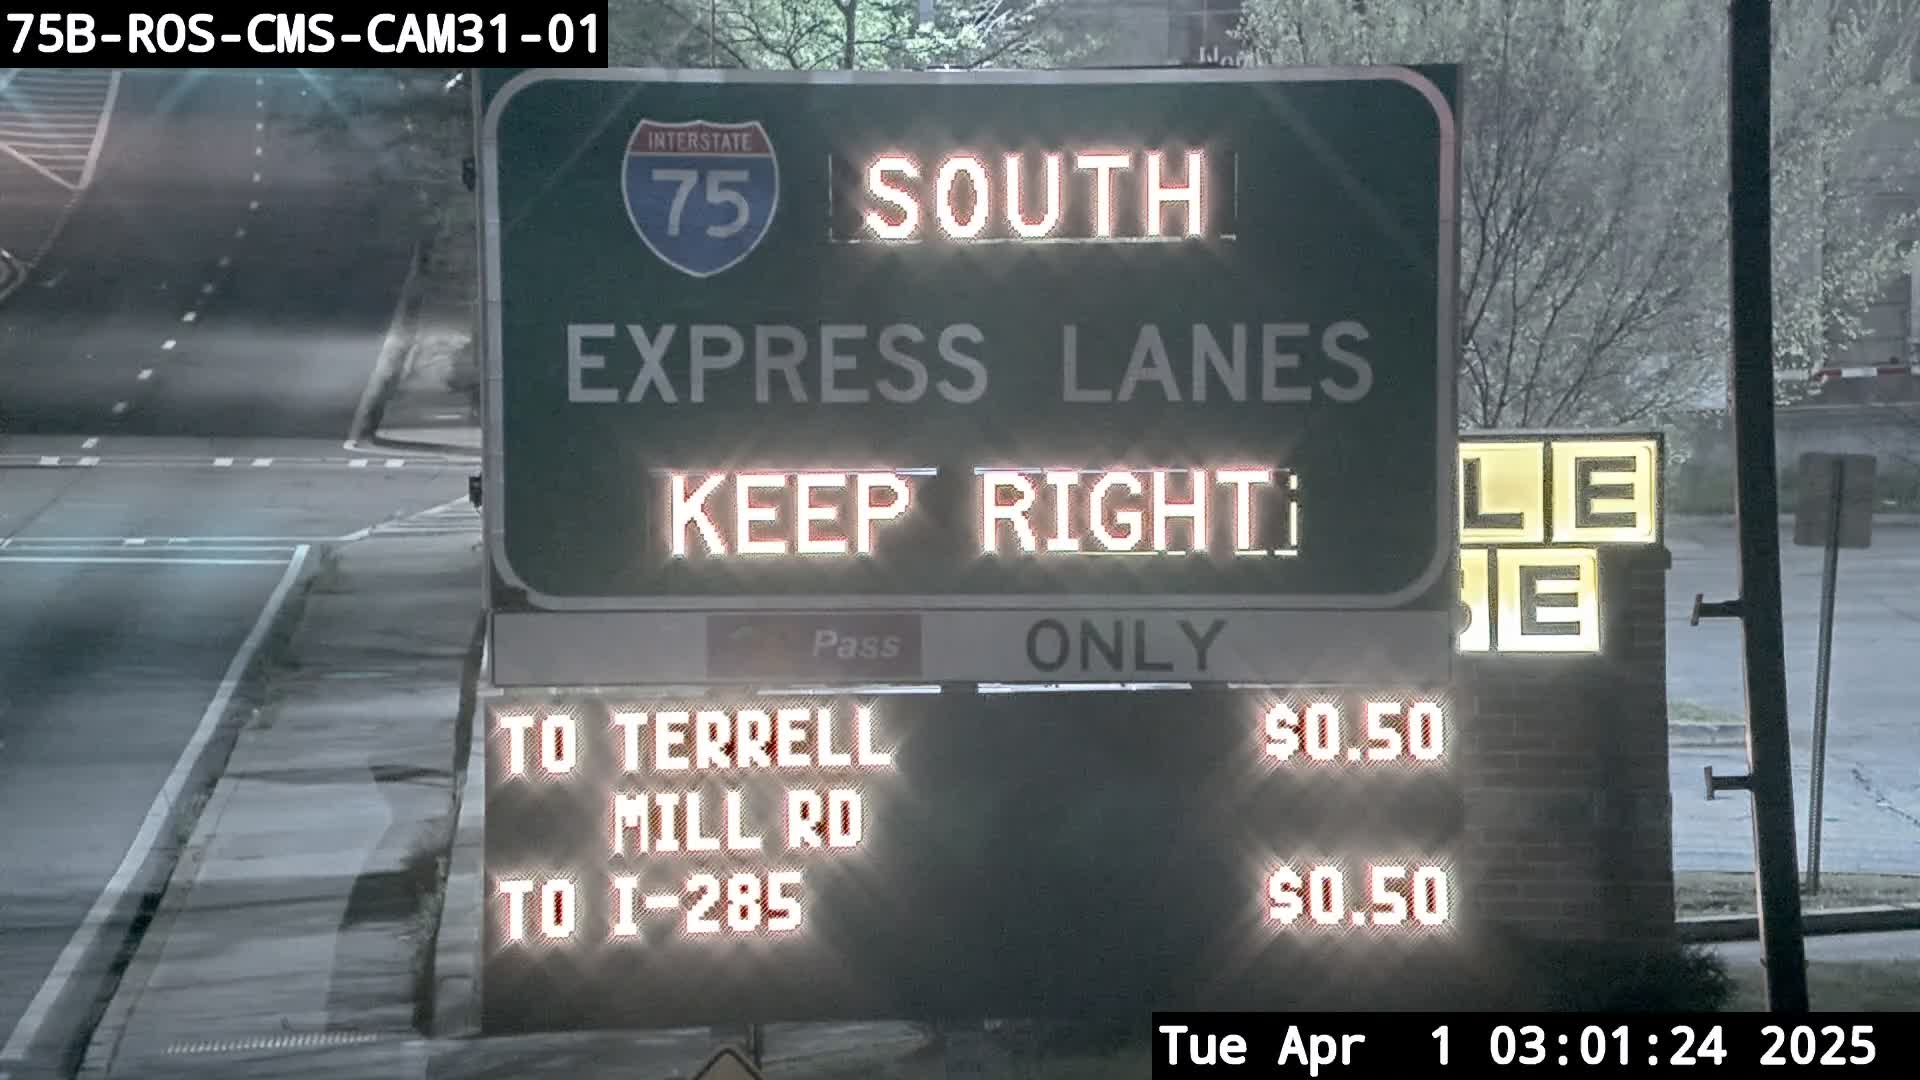 75B-ROS-CMS-CAM31-01
INTERSTATE
75
SOUTH
EXPRESS LANES
KEEP RIGHT
Pass ONLY
TO TERRELL $0.50
MILL RD
TO I-285 $0.50
LE
E
Tue Apr 1 03:01:24 2025